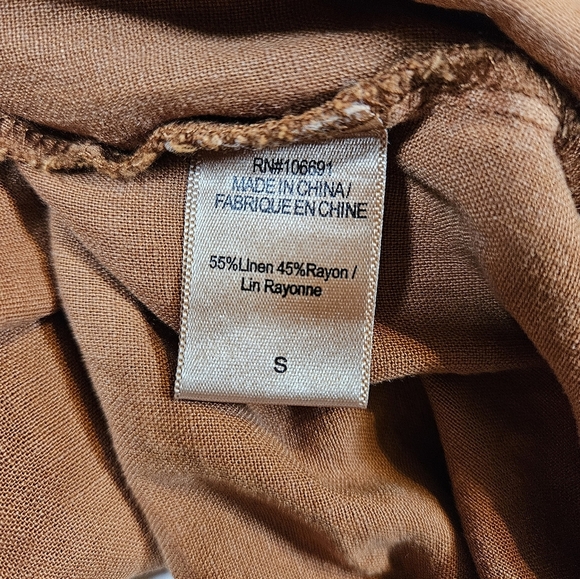 RN#106691
MADE IN CHINA/
FABRIQUE EN CHINE
55%Linen 45%Rayon /
Lin Rayonne
S